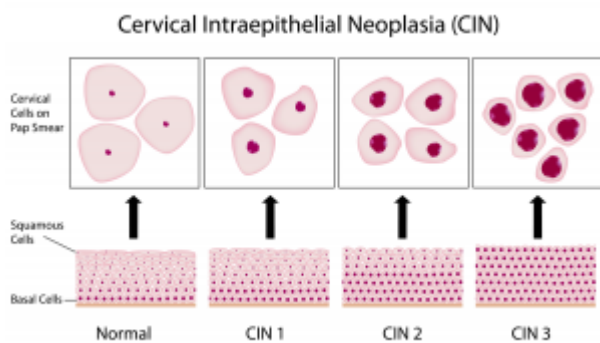 Cervical Intraepithelial Neoplasia (CIN)
Cervical
Cells on
Pap Smear
Squamous
Cells
Basal Cells
Normal
CIN 1
CIN 2
CIN 3